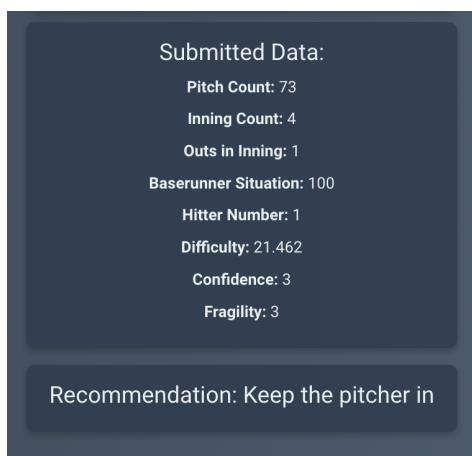 Submitted Data:
Pitch Count: 73
Inning Count: 4
Outs in Inning: 1
Baserunner Situation: 100
Hitter Number: 1
Difficulty: 21.462
Confidence: 3
Fragility: 3
Recommendation: Keep the pitcher in